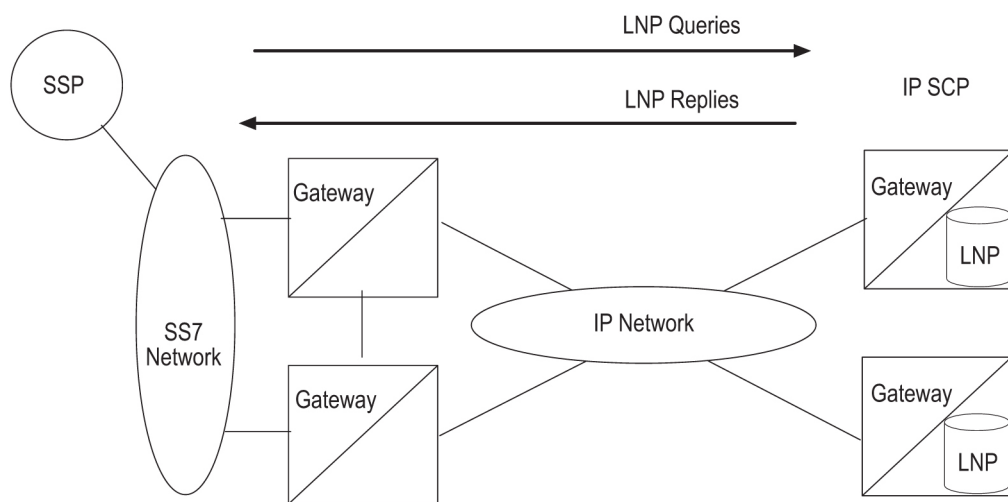 LNP Queries
SSP
IP SCP
LNP Replies
Gateway
Gateway
LNP
IP Network
SS7
Network
Gateway
Gateway
LNP